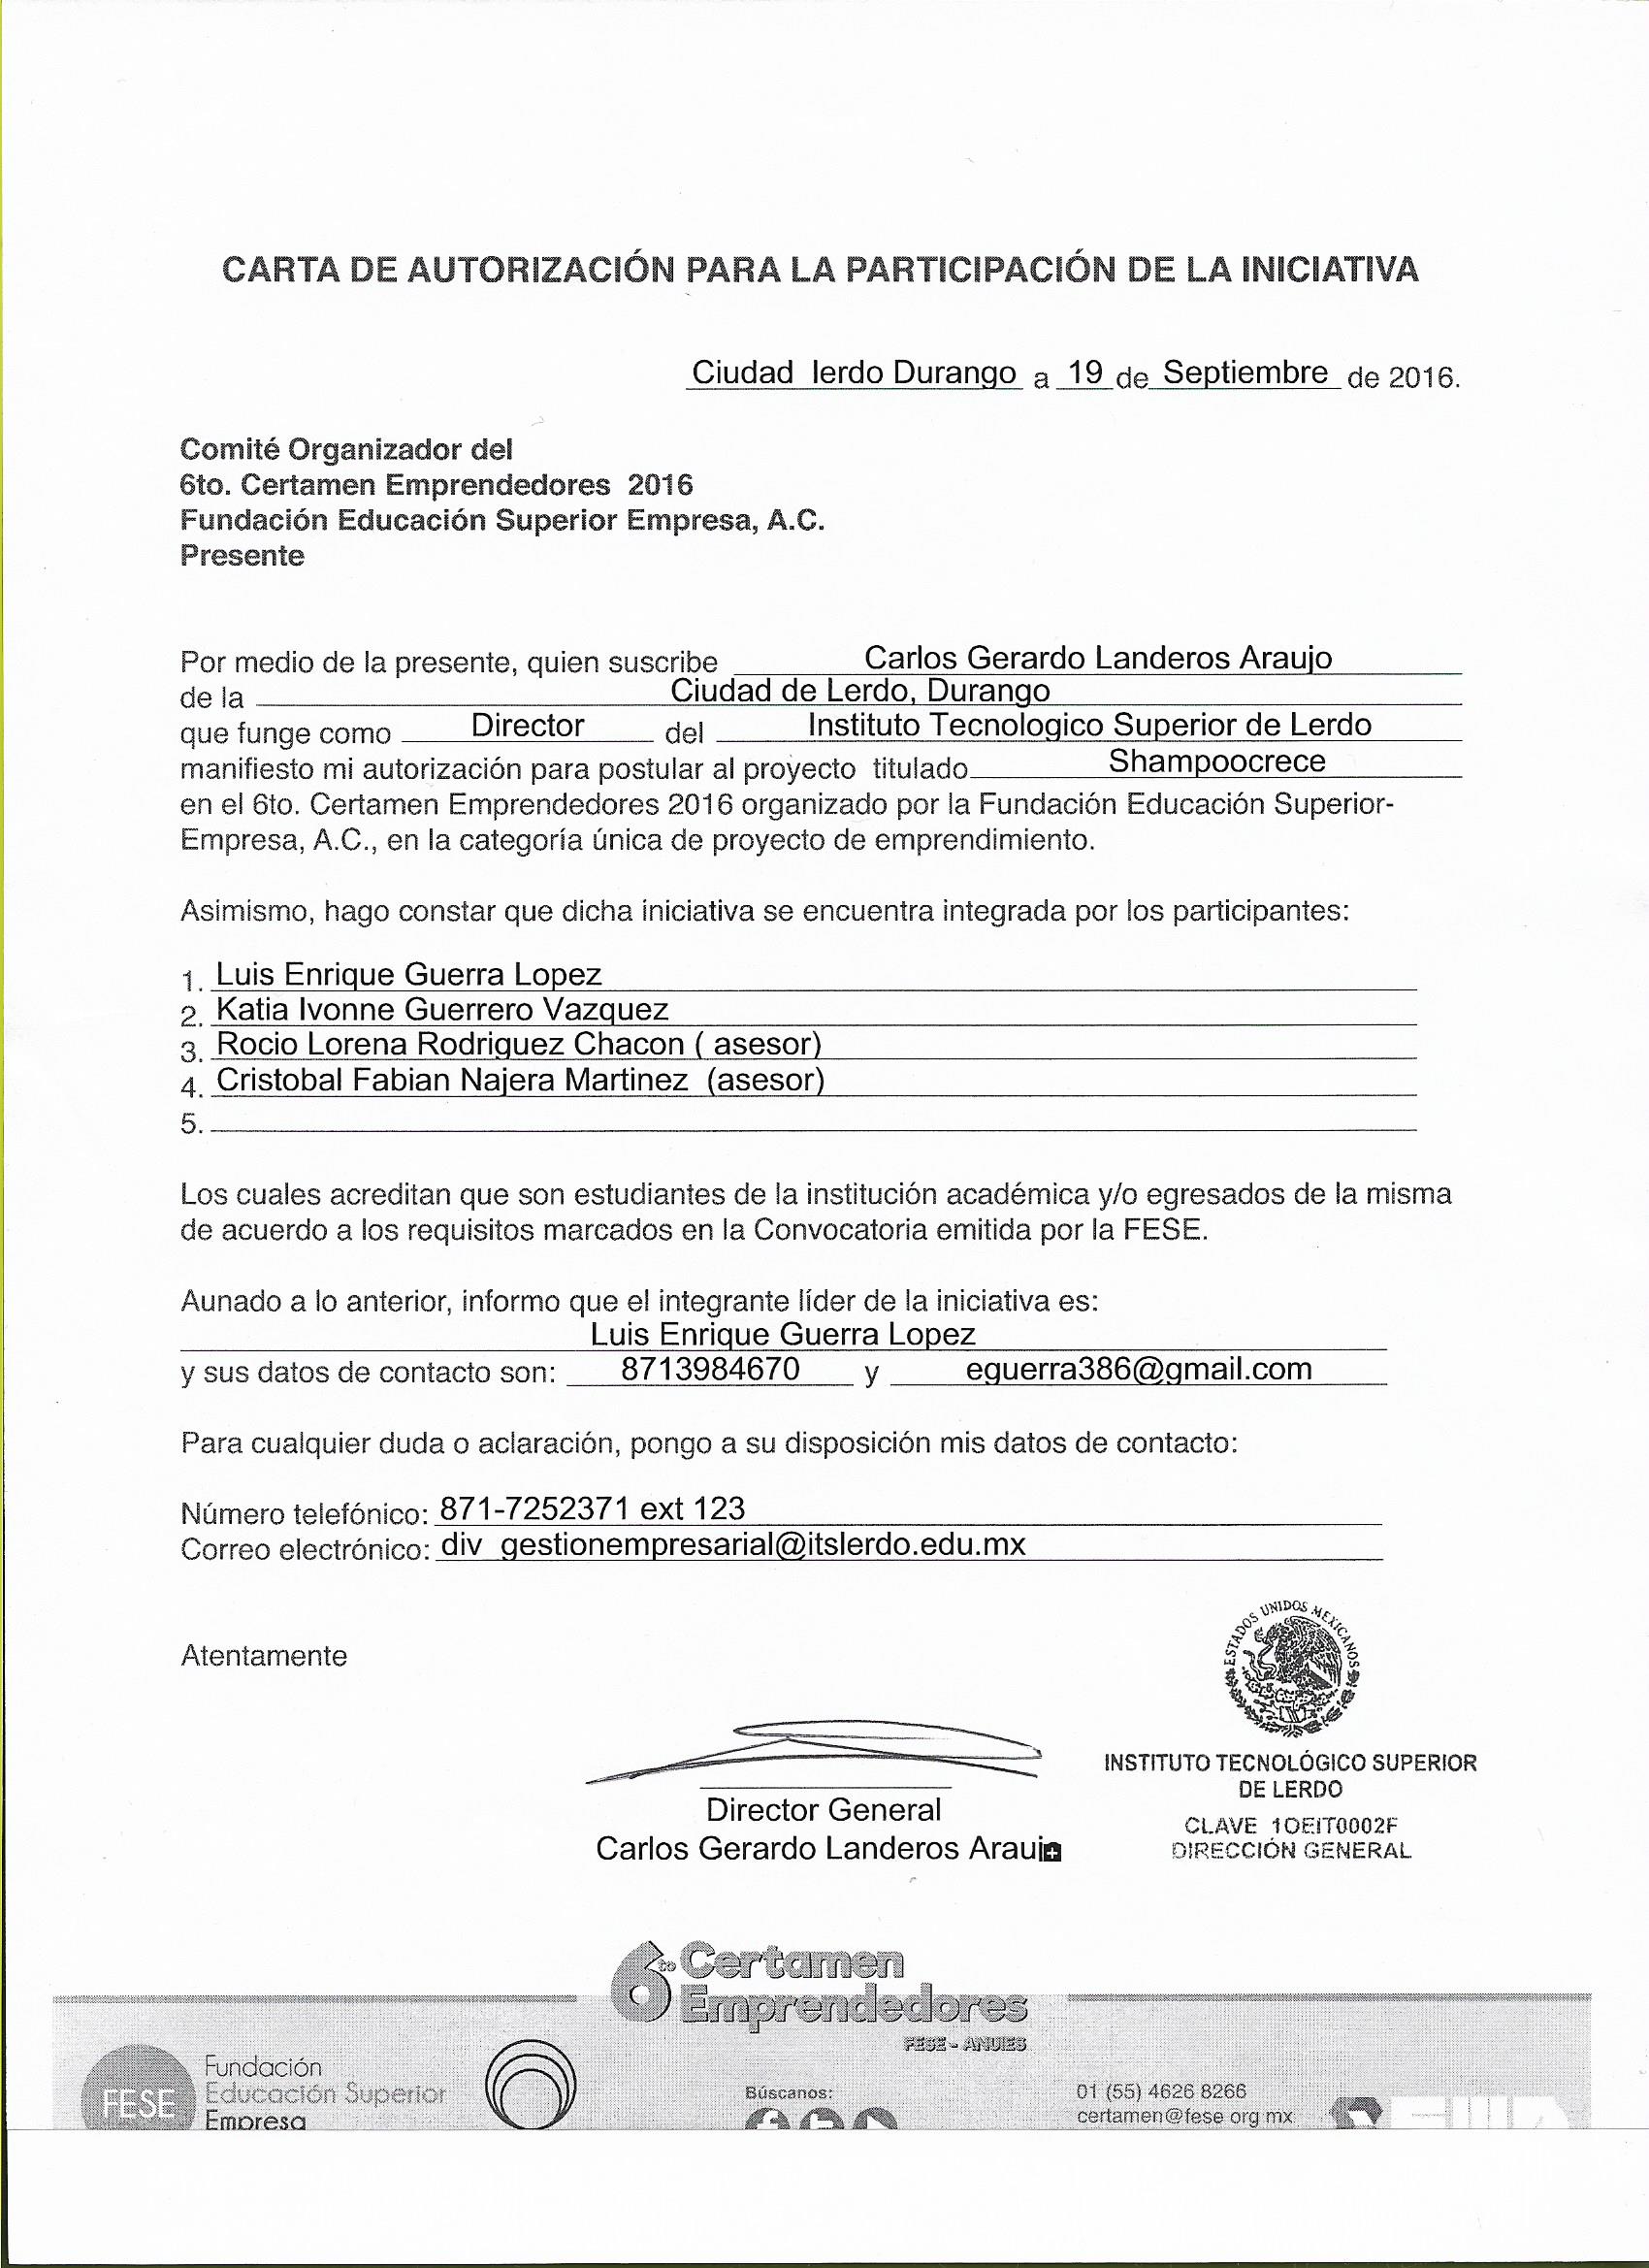 CARTA DE AUTORIZACIÓN PARA LA PARTICIPACIÓN DE LA INICIATIVA
Ciudad lerdo Durango a 19 de Septiembre de 2016.
Comité Organizador del
6to. Certamen Emprendedores 2016
Fundación Educación Superior Empresa, A.C.
Presente
Por medio de la presente, quien suscribe Carlos Gerardo Landeros Araujo
de la Ciudad de Lerdo, Durango
que funge como Director del Instituto Tecnologico Superior de Lerdo
manifiesto mi autorización para postular al proyecto titulado Shampoocrece
en el 6to. Certamen Emprendedores 2016 organizado por la Fundación Educación Superior-
Empresa, A.C., en la categoría única de proyecto de emprendimiento.
Asimismo, hago constar que dicha iniciativa se encuentra integrada por los participantes:
1. Luis Enrique Guerra Lopez
2. Katia Ivonne Guerrero Vazquez
3. Rocio Lorena Rodriguez Chacon ( asesor)
4. Cristobal Fabian Najera Martinez (asesor)
5.
Los cuales acreditan que son estudiantes de la institución académica y/o egresados de la misma
de acuerdo a los requisitos marcados en la Convocatoria emitida por la FESE.
Aunado a lo anterior, informo que el integrante líder de la iniciativa es:
Luis Enrique Guerra Lopez
y sus datos de contacto son: 8713984670 y eguerra386@gmail.com
Para cualquier duda o aclaración, pongo a su disposición mis datos de contacto:
Número telefónico: 871-7252371 ext 123
Correo electrónico: div_gestionempresarial@itslerdo.edu.mx
Atentamente
ESTADOS UNIDOS MEXICANOS
INSTITUTO TECNOLÓGICO SUPERIOR
DE LERDO
CLAVE 10EIT0002F
DIRECCIÓN GENERAL
Director General
Carlos Gerardo Landeros Arauj
6to Certamen
Emprendedores
FESE - ANUIES
FESE
Fundación
Educación Superior
Empresa
Búscanos:
01 (55) 4626 8266
certamen@fese org mx